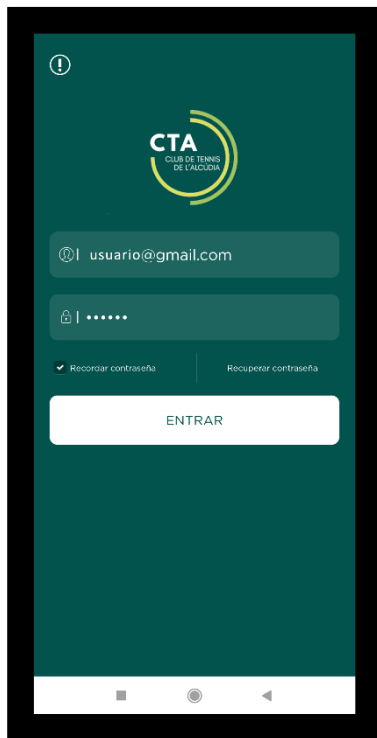 CTA
CLUB DE TENNIS
DE L'ALCÚDIA
usuario@gmail.com
••••••
Recordar contraseña
Recuperar contraseña
ENTRAR